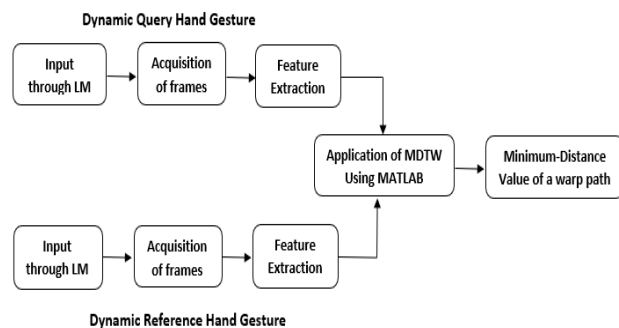 Dynamic Query Hand Gesture
Input
through LM
Acquisition
of frames
Feature
Extraction
Application of MDTW
Using MATLAB
Minimum-Distance
Value of a warp path
Input
through LM
Acquisition
of frames
Feature
Extraction
Dynamic Reference Hand Gesture